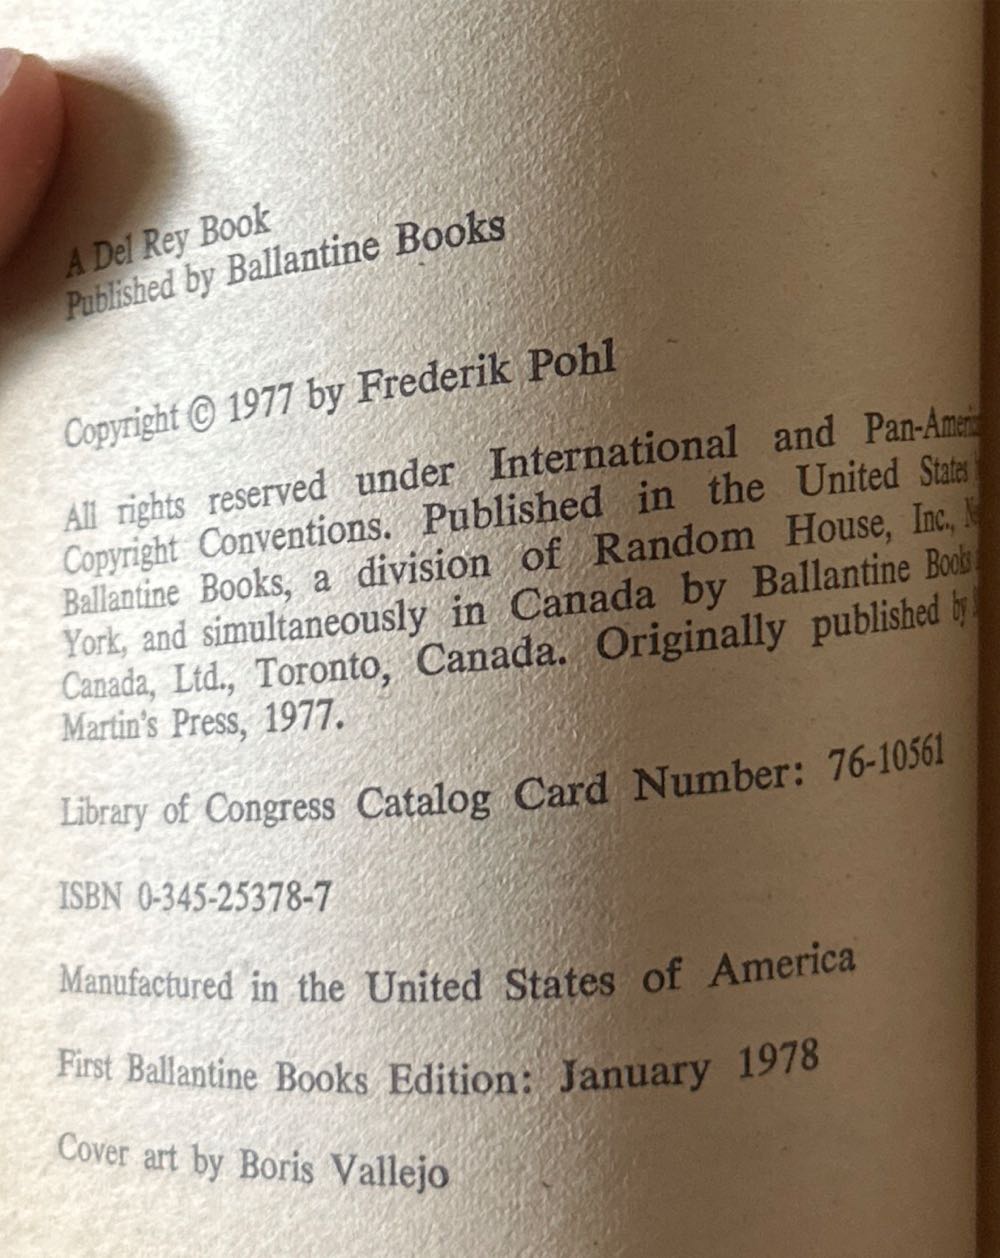 A Del Rey Book
Published by Ballantine Books
Copyright © 1977 by Frederik Pohl
All rights reserved under International and Pan-Ameri
Copyright Conventions. Published in the United States
Ballantine Books, a division of Random House, Inc.,
York, and simultaneously in Canada by Ballantine Books
Canada, Ltd., Toronto, Canada. Originally published by
Martin's Press, 1977.
Library of Congress Catalog Card Number: 76-10561
ISBN 0-345-25378-7
Manufactured in the United States of America
First Ballantine Books Edition: January 1978
Cover art by Boris Vallejo